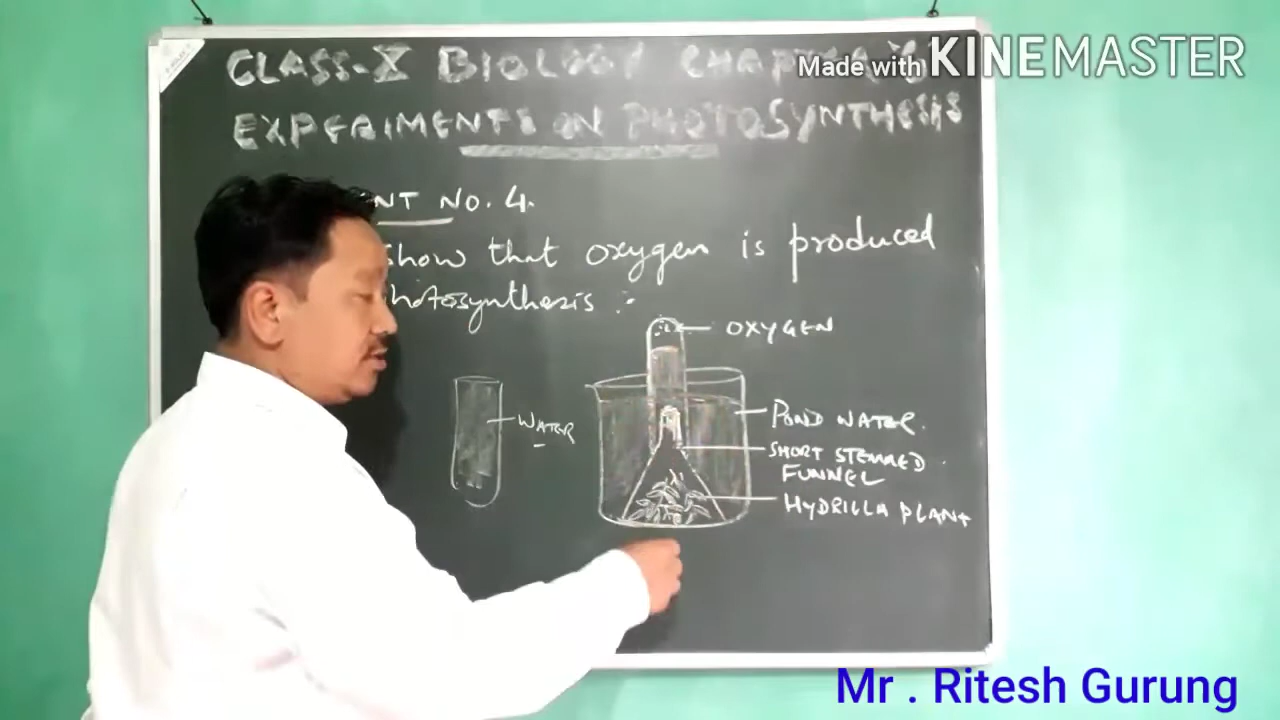 CLASS-X BIOLOGY
Made with KINEMASTER
EXPERIMENTS ON PHOTOSYNTHESIS
NT NO. 4.
show that oxygen is produced
hotosynthesis :
OXYGEN
WATER
POND WATER.
SHORT STEMMED
FUNNEL
HYDRILLA PLANT
Mr . Ritesh Gurung